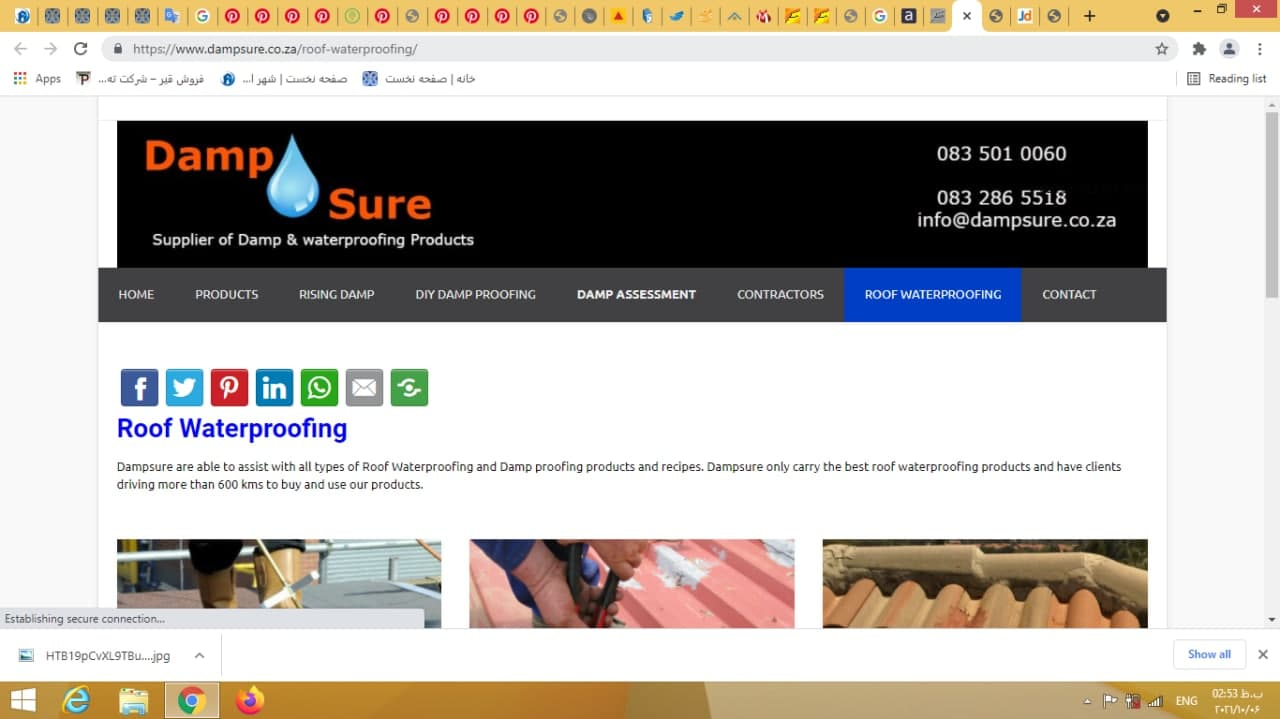 https://www.dampsure.co.za/roof-waterproofing/
Apps
فروش قیر – شرکت ته...
صفحه نخست | شهر ا...
خانه | صفحه نخست
Reading list
Damp
Sure
Supplier of Damp & waterproofing Products
083 501 0060
083 286 5518
info@dampsure.co.za
HOME PRODUCTS RISING DAMP DIY DAMP PROOFING DAMP ASSESSMENT CONTRACTORS ROOF WATERPROOFING CONTACT
Roof Waterproofing
Dampsure are able to assist with all types of Roof Waterproofing and Damp proofing products and recipes. Dampsure only carry the best roof waterproofing products and have clients
driving more than 600 kms to buy and use our products.
Establishing secure connection...
HTB19pCvXL9TBu....jpg
Show all
ENG
02:53 ب.ظ
۲۰۲۱/۱۰/۰۶